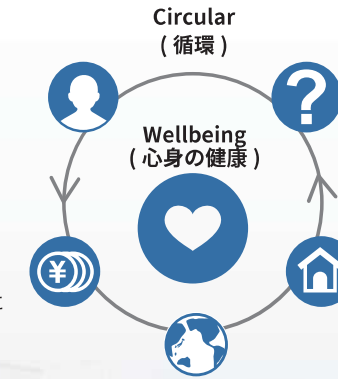 Circular
( 循環 )
Wellbeing
( 心身の健康 )
¥